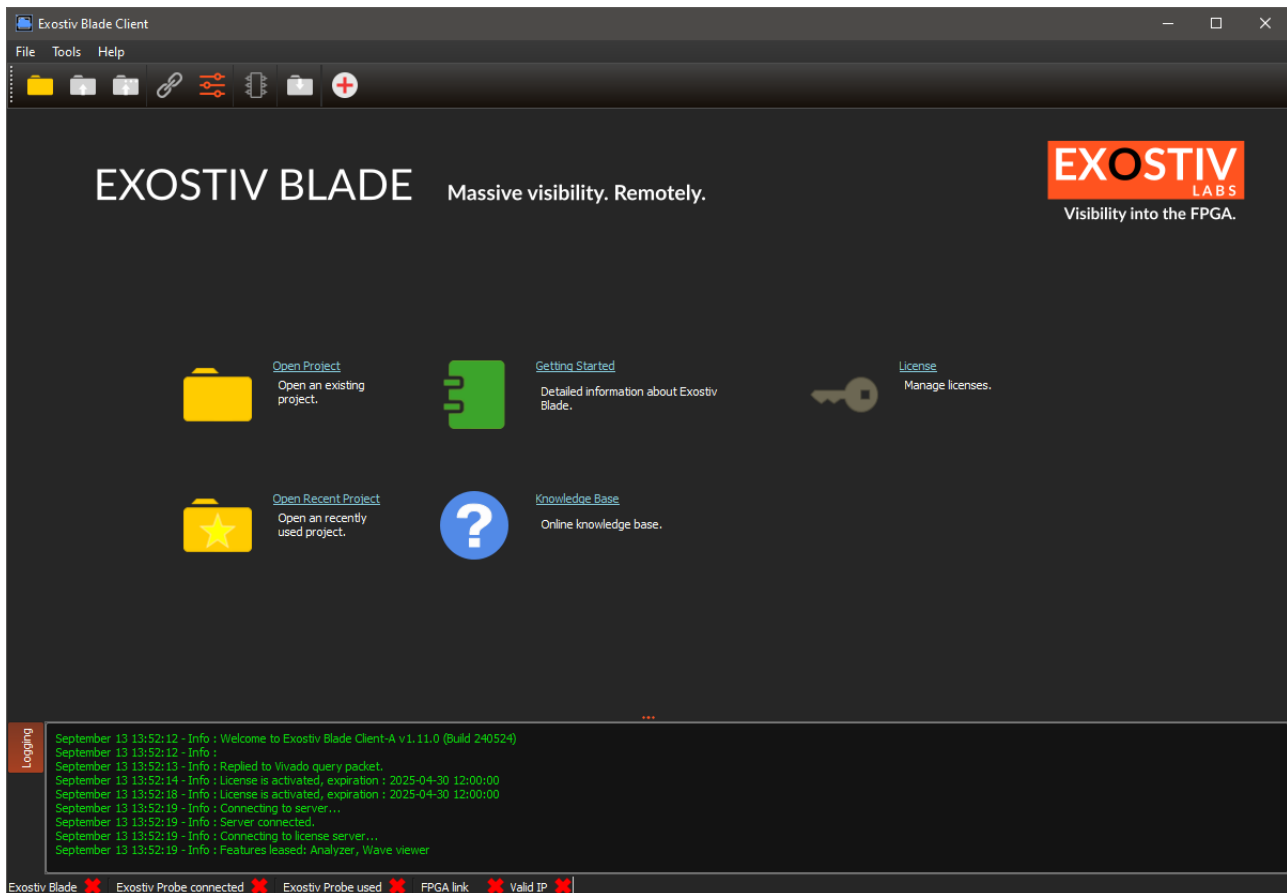 Exostiv Blade Client
File Tools Help
EXOSTIV BLADE Massive visibility. Remotely.
EXOSTIV
LABS
Visibility into the FPGA.
Open Project
Open an existing
project.
Getting Started
Detailed information about Exostiv
Blade.
License
Manage licenses.
Open Recent Project
Open an recently
used project.
?
Knowledge Base
Online knowledge base.
Logging
September 13 13:52:12 - Info : Welcome to Exostiv Blade Client-A v1.11.0 (Build 240524)
September 13 13:52:12 - Info :
September 13 13:52:13 - Info : Replied to Vivado query packet.
September 13 13:52:14 - Info : License is activated, expiration : 2025-04-30 12:00:00
September 13 13:52:18 - Info : License is activated, expiration : 2025-04-30 12:00:00
September 13 13:52:19 - Info : Connecting to server...
September 13 13:52:19 - Info : Server connected.
September 13 13:52:19 - Info : Connecting to license server...
September 13 13:52:19 - Info : Features leased: Analyzer, Wave viewer
Exostiv Blade Exostiv Probe connected Exostiv Probe used FPGA link Valid IP